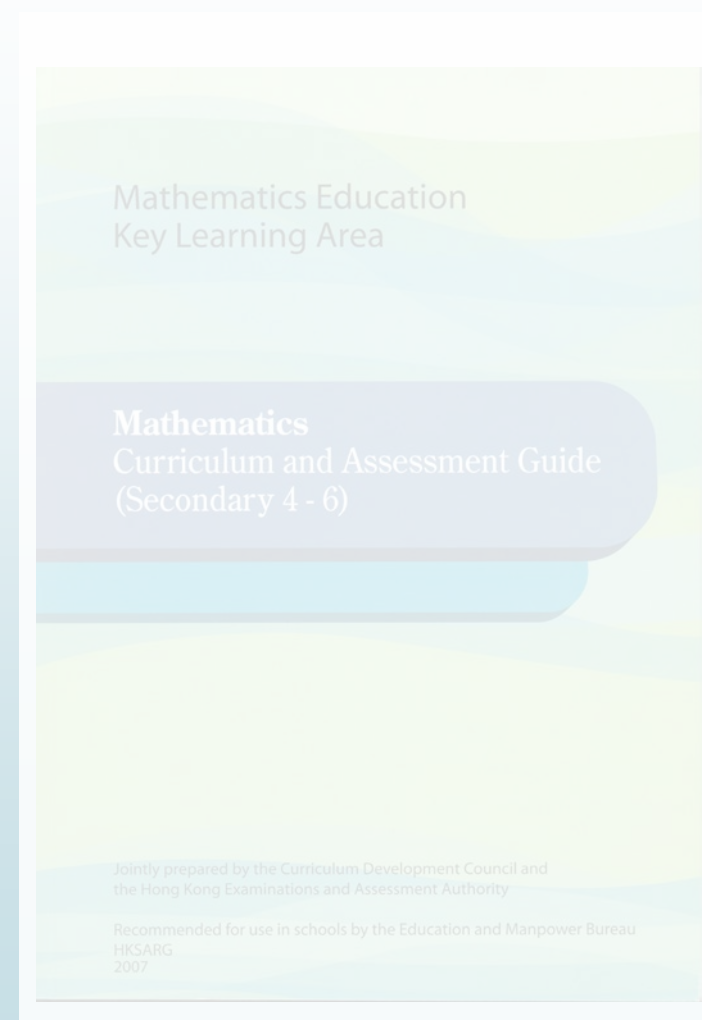 Mathematics Education
Key Learning Area
Mathematics
Curriculum and Assessment Guide
(Secondary 4 - 6)
Jointly prepared by the Curriculum Development Council and
the Hong Kong Examinations and Assessment Authority
Recommended for use in schools by the Education and Manpower Bureau
HKSARG
2007